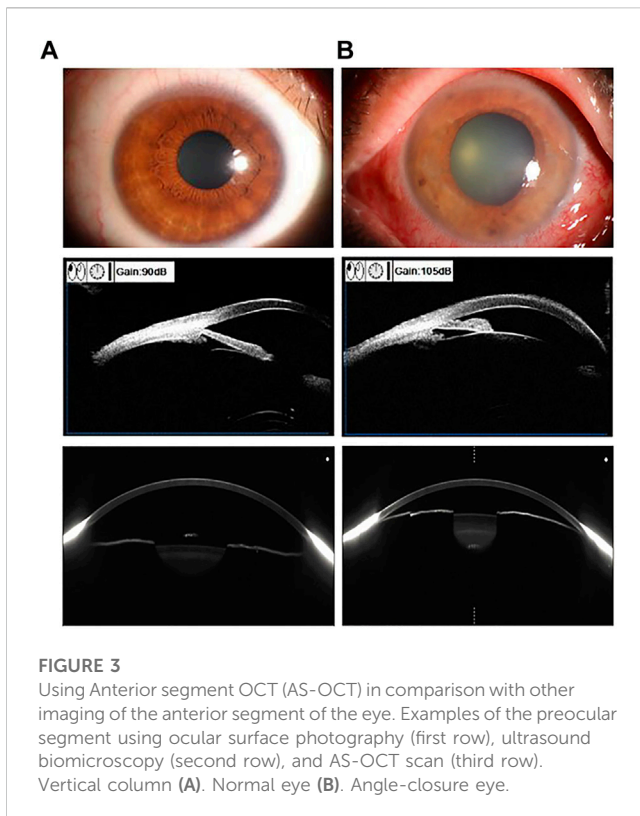 A
B
Gain:90dB
Gain:105dB
FIGURE 3
Using Anterior segment OCT (AS-OCT) in comparison with other
imaging of the anterior segment of the eye. Examples of the preocular
segment using ocular surface photography (first row), ultrasound
biomicroscopy (second row), and AS-OCT scan (third row).
Vertical column (A). Normal eye (B). Angle-closure eye.